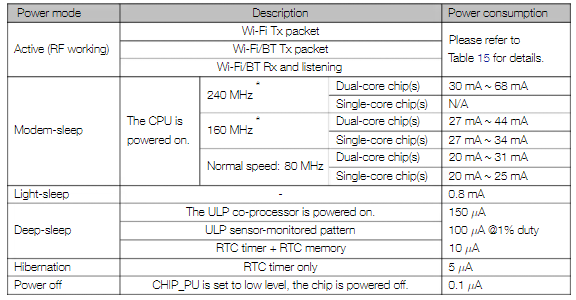 Power mode Description Power consumption
Active (RF working) Wi-Fi Tx packet Please refer to
Table 15 for details.
Wi-Fi/BT Tx packet
Wi-Fi/BT Rx and listening
Modem-sleep The CPU is
powered on. 240 MHz * Dual-core chip(s) 30 mA ~ 68 mA
Single-core chip(s) N/A
160 MHz * Dual-core chip(s) 27 mA ~ 44 mA
Single-core chip(s) 27 mA ~ 34 mA
Normal speed: 80 MHz Dual-core chip(s) 20 mA ~ 31 mA
Single-core chip(s) 20 mA ~ 25 mA
Light-sleep - 0.8 mA
Deep-sleep The ULP co-processor is powered on. 150 μA
ULP sensor-monitored pattern 100 μA @1% duty
RTC timer + RTC memory 10 μA
Hibernation RTC timer only 5 μA
Power off CHIP_PU is set to low level, the chip is powered off. 0.1 μA